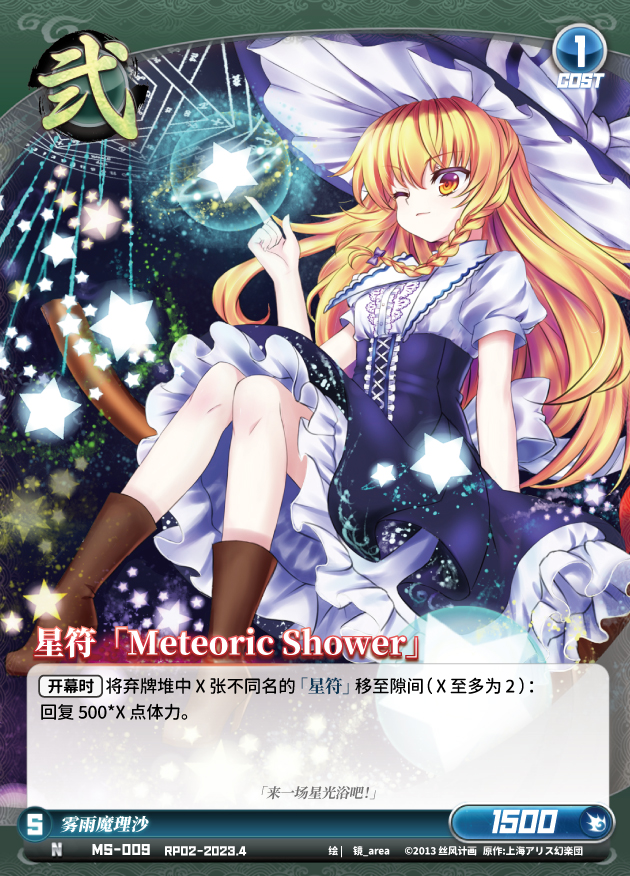 弍
1
COST
星符「Meteoric Shower」
开幕时 将弃牌堆中 X 张不同名的「星符」移至隙间（X 至多为 2）：
回复 500*X 点体力。
「来一场星光浴吧!」
S 雾雨魔理沙 1500
N MS-009 RP02-2023.4 绘| 镜_area ©2013 丝风计画 原作:上海アリス幻楽団